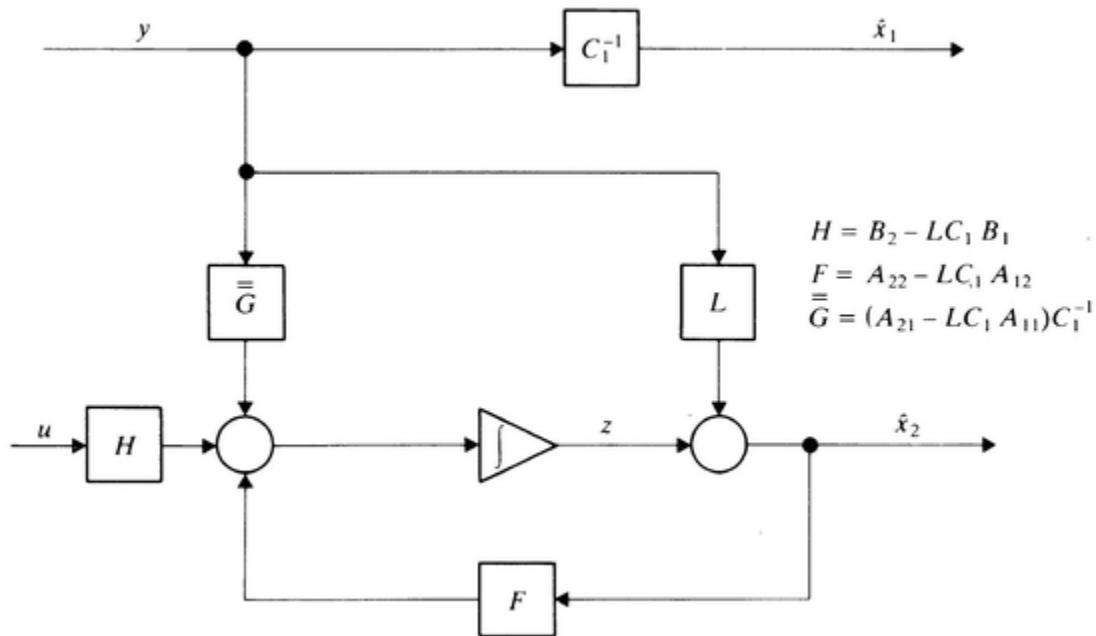 y
C₁⁻¹
x̂₁
G̿
L
H = B₂ – LC₁ B₁
F = A₂₂ – LC₁ A₁₂
G̿ = (A₂₁ – LC₁ A₁₁)C₁⁻¹
u
H
∫
z
x̂₂
F